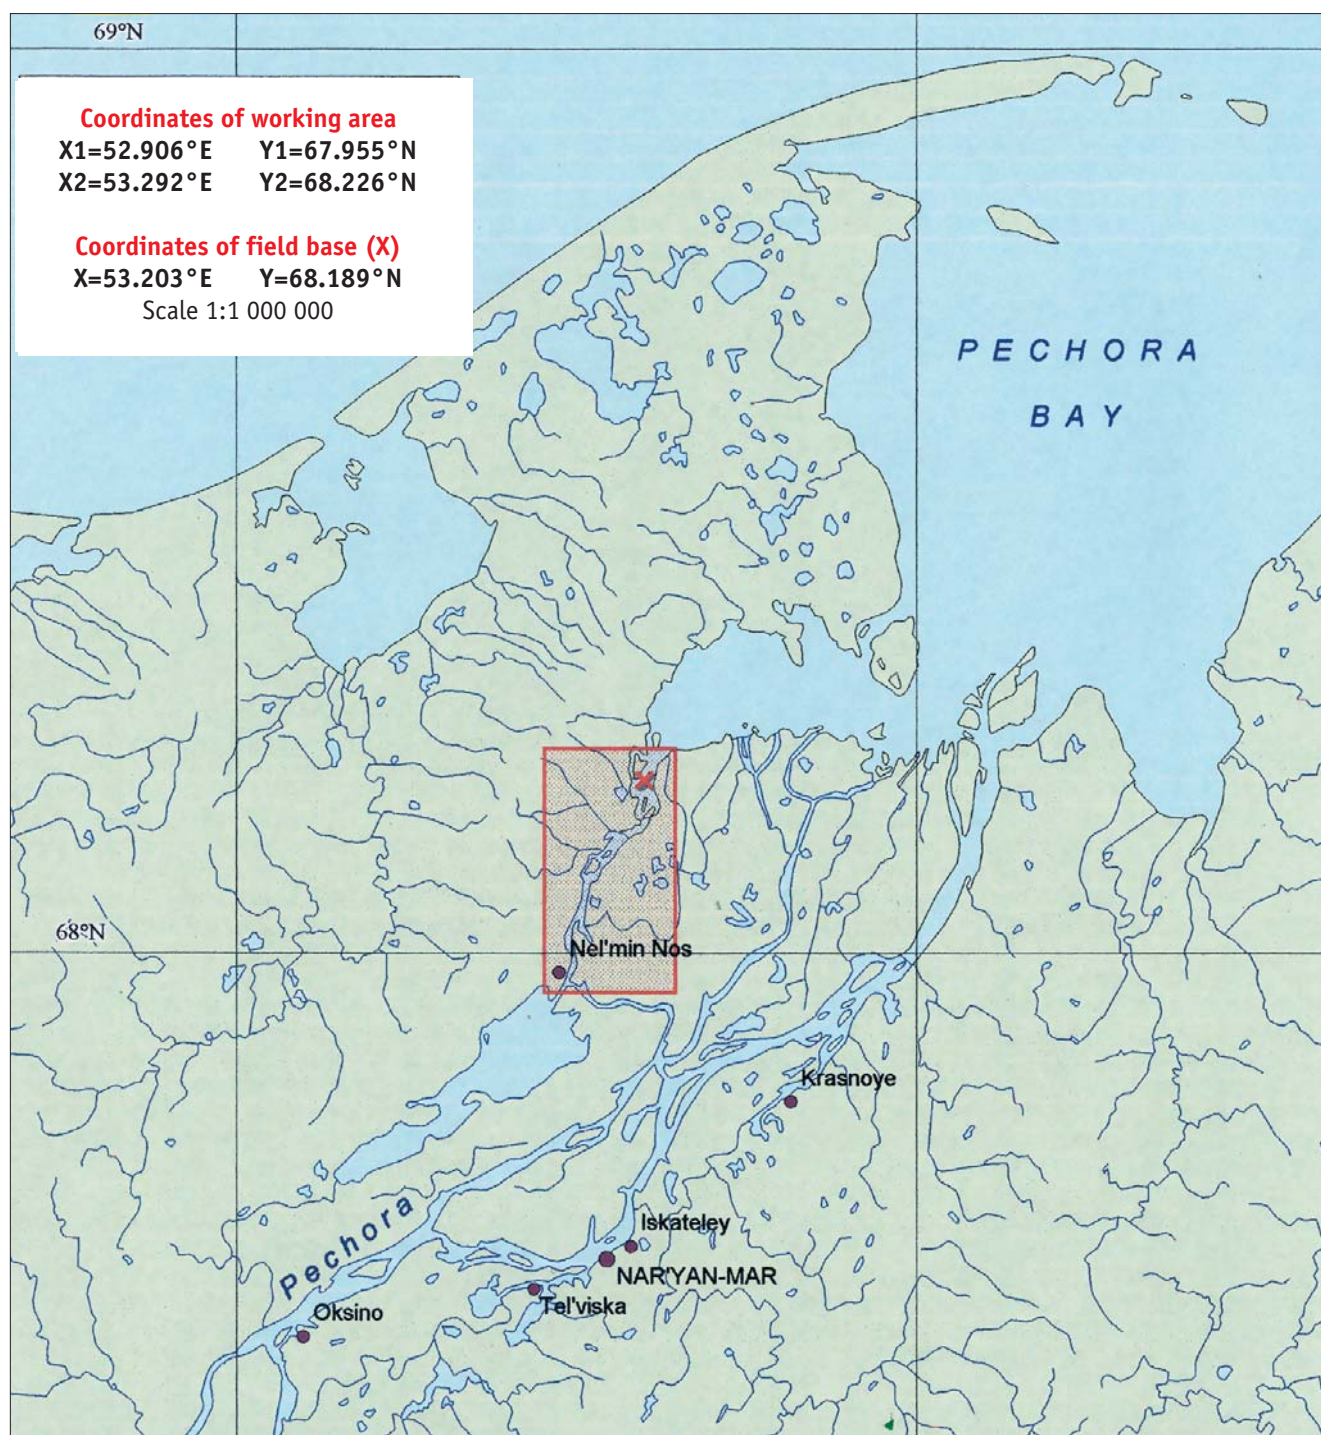 69°N
Coordinates of working area
X1=52.906°E Y1=67.955°N
X2=53.292°E Y2=68.226°N
Coordinates of field base (X)
X=53.203°E Y=68.189°N
Scale 1:1 000 000
PECHORA
BAY
68°N
Nel'min Nos
Krasnoye
Pechora
Iskateley
NAR'YAN-MAR
Tel'viska
Oksino